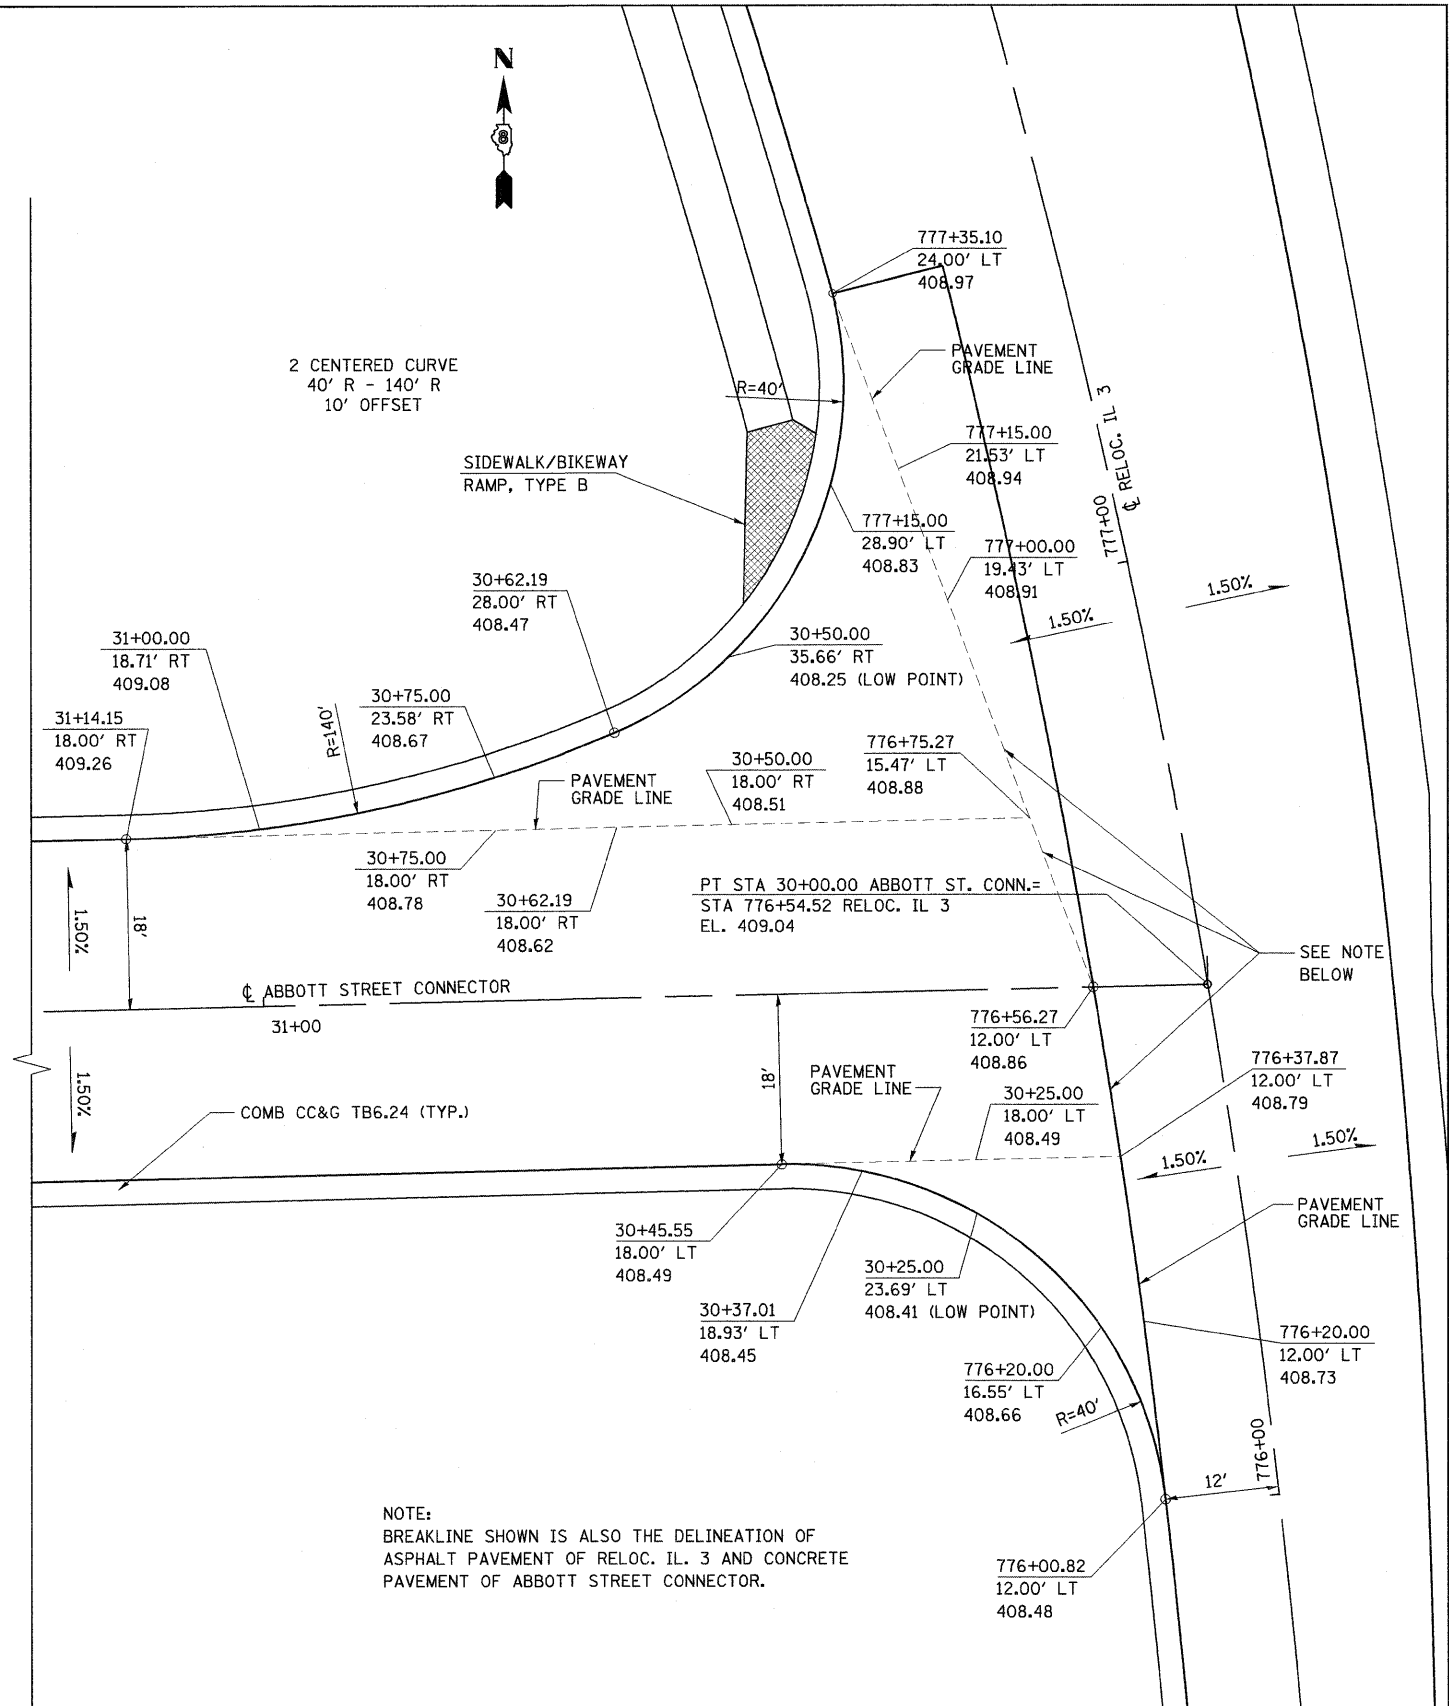 N
8
777+35.10
24.00' LT
408.97
2 CENTERED CURVE
40' R - 140' R
10' OFFSET
PAVEMENT
GRADE LINE
R=40'
℄ RELOC. IL 3
777+00
777+15.00
21.53' LT
408.94
SIDEWALK/BIKEWAY
RAMP, TYPE B
777+15.00
28.90' LT
408.83
777+00.00
19.43' LT
408.91
30+62.19
28.00' RT
408.47
1.50%
1.50%
31+00.00
18.71' RT
409.08
30+50.00
35.66' RT
408.25 (LOW POINT)
30+75.00
23.58' RT
408.67
31+14.15
18.00' RT
409.26
R=140'
776+75.27
15.47' LT
408.88
30+50.00
18.00' RT
408.51
PAVEMENT
GRADE LINE
30+75.00
18.00' RT
408.78
30+62.19
18.00' RT
408.62
PT STA 30+00.00 ABBOTT ST. CONN.=
STA 776+54.52 RELOC. IL 3
EL. 409.04
1.50%
18'
SEE NOTE
BELOW
℄ ABBOTT STREET CONNECTOR
31+00
776+56.27
12.00' LT
408.86
1.50%
18'
PAVEMENT
GRADE LINE
776+37.87
12.00' LT
408.79
30+25.00
18.00' LT
408.49
COMB CC&G TB6.24 (TYP.)
1.50%
1.50%
PAVEMENT
GRADE LINE
30+45.55
18.00' LT
408.49
30+25.00
23.69' LT
408.41 (LOW POINT)
30+37.01
18.93' LT
408.45
776+20.00
12.00' LT
408.73
776+20.00
16.55' LT
408.66
R=40'
776+00
12'
NOTE:
BREAKLINE SHOWN IS ALSO THE DELINEATION OF
ASPHALT PAVEMENT OF RELOC. IL. 3 AND CONCRETE
PAVEMENT OF ABBOTT STREET CONNECTOR.
776+00.82
12.00' LT
408.48